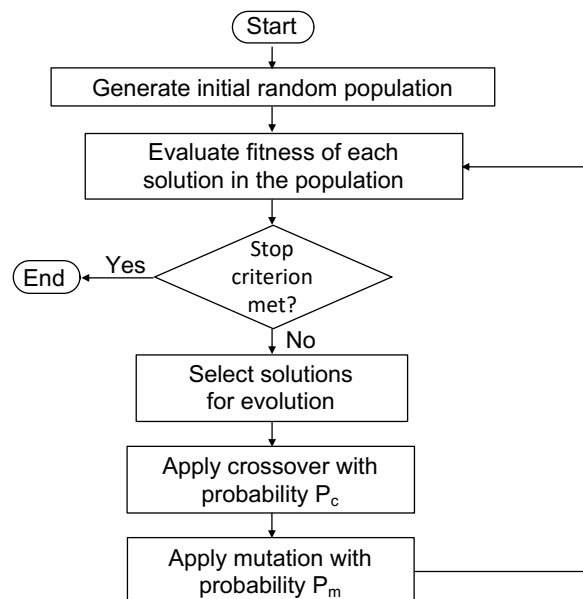 Start
Generate initial random population
Evaluate fitness of each
solution in the population
Stop
criterion
met?
Yes
End
No
Select solutions
for evolution
Apply crossover with
probability Pc
Apply mutation with
probability Pm